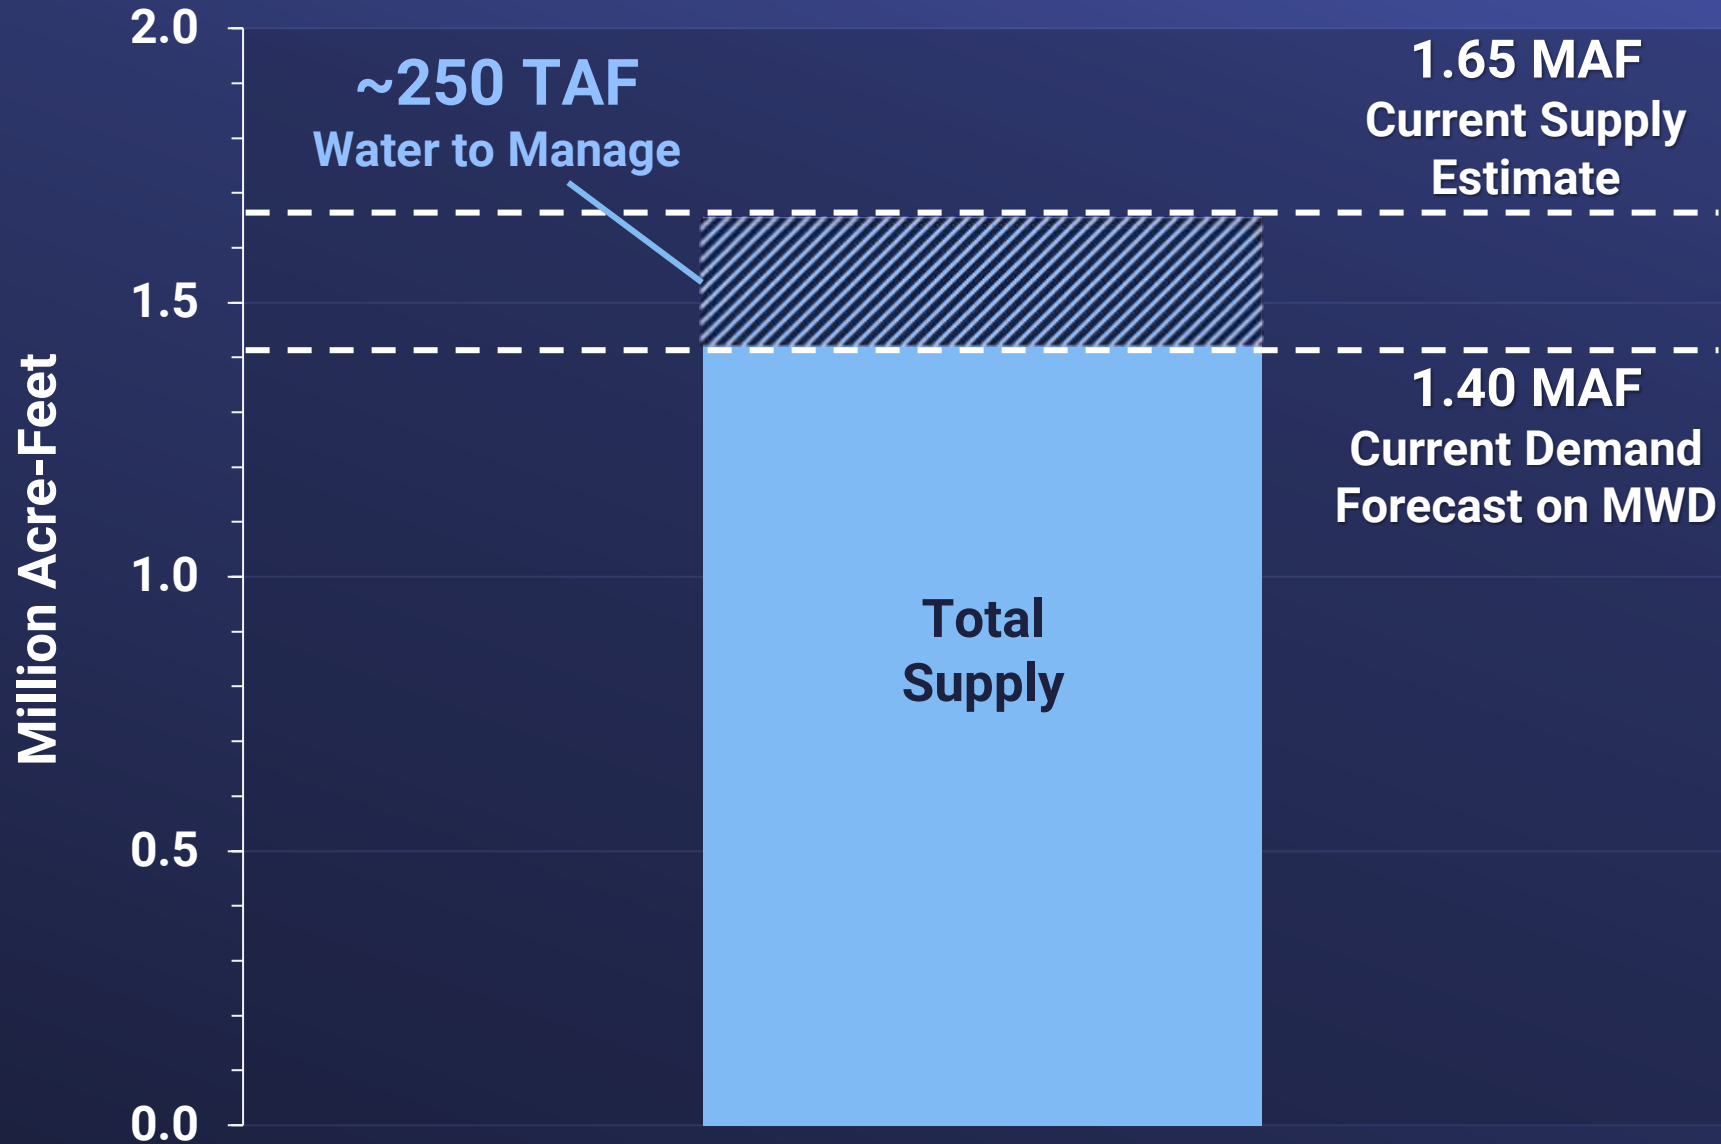 2.0
1.5
1.0
0.5
0.0
Million Acre-Feet
~250 TAF
Water to Manage
1.65 MAF
Current Supply
Estimate
1.40 MAF
Current Demand
Forecast on MWD
Total
Supply